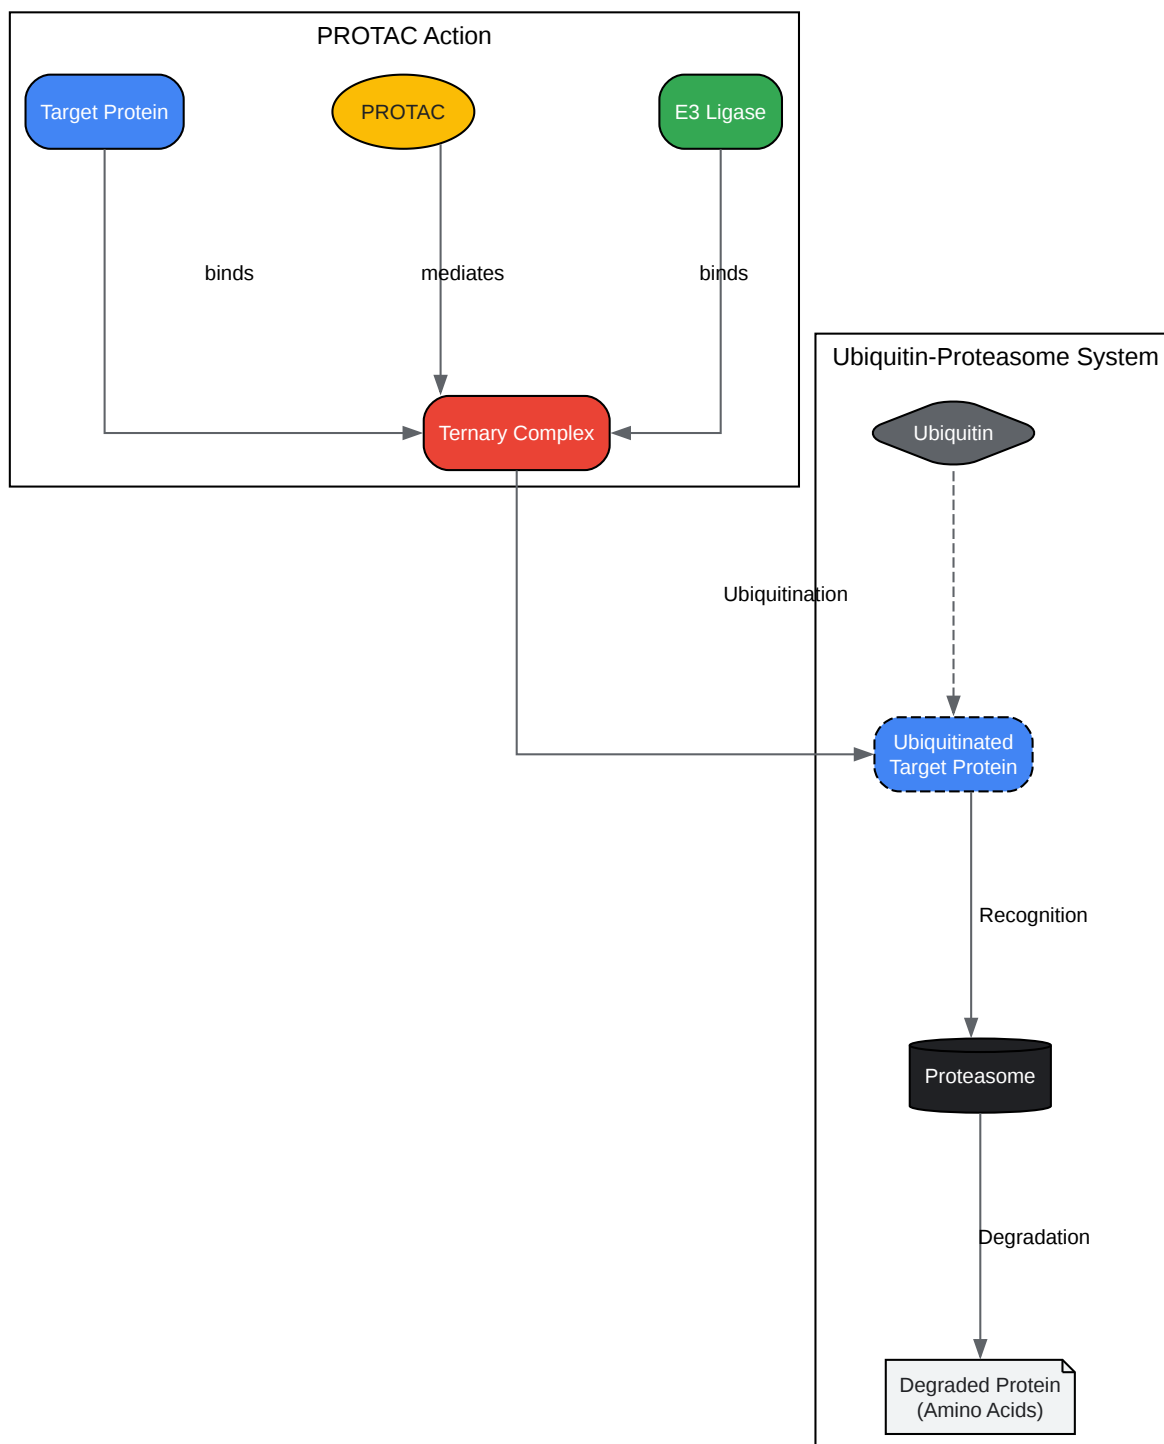 PROTAC Action
Target Protein
PROTAC
E3 Ligase
binds
mediates
binds
Ubiquitin-Proteasome System
Ternary Complex
Ubiquitin
Ubiquitination
Ubiquitinated
Target Protein
Recognition
Proteasome
Degradation
Degraded Protein
(Amino Acids)